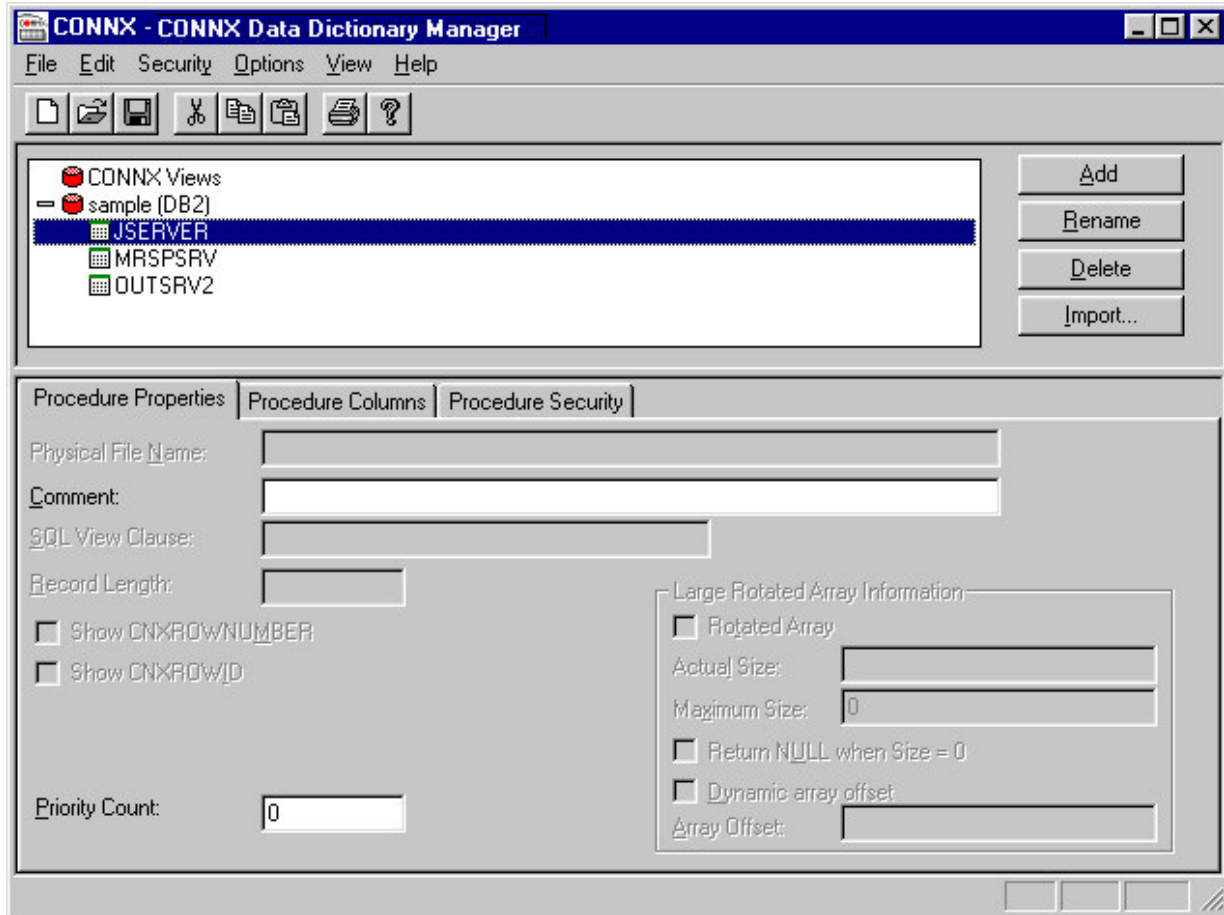 CONNX - CONNX Data Dictionary Manager
File Edit Security Options View Help
CONNX Views
sample (DB2)
JSERVER
MRSPSRV
OUTSRV2
Add
Rename
Delete
Import...
Procedure Properties Procedure Columns Procedure Security
Physical File Name:
Comment:
SQL View Clause:
Record Length:
Show CNXROWNUMBER
Show CNXROWID
Priority Count: 0
Large Rotated Array Information
Rotated Array
Actual Size:
Maximum Size: 0
Return NULL when Size = 0
Dynamic array offset
Array Offset: